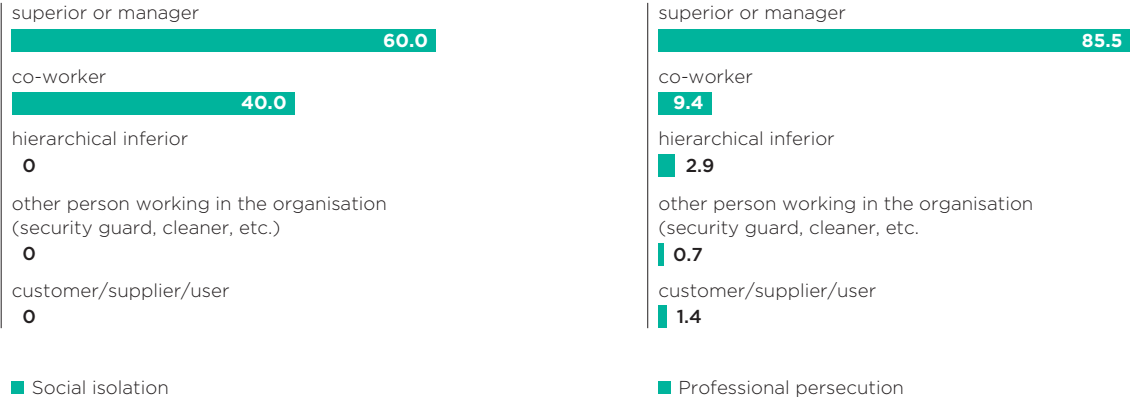 superior or manager
60.0
co-worker
40.0
hierarchical inferior
0
other person working in the organisation
(security guard, cleaner, etc.)
0
customer/supplier/user
0
Social isolation
superior or manager
85.5
co-worker
9.4
hierarchical inferior
2.9
other person working in the organisation
(security guard, cleaner, etc.
0.7
customer/supplier/user
1.4
Professional persecution